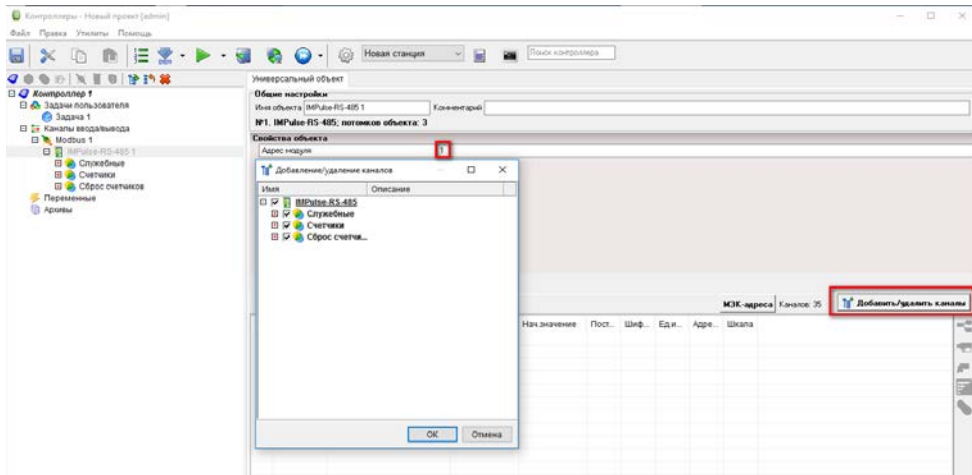 Контроллеры - Новый проект [admin]
Файл Правка Утилиты Помощь
Новая станция
Поиск контроллера
Контроллер 1
Задачи пользователя
Задача 1
Каналы ввода/вывода
Modbus 1
IMPulse-RS-485 1
Служебные
Счетчики
Сброс счетчиков
Переменные
Архивы
Универсальный объект
Общие настройки
Имя объекта IMPulse-RS-485 1 Комментарий
№1. IMPulse-RS-485; потомков объекта: 3
Свойства объекта
Адрес модуля 1
Добавление/удаление каналов
Имя Описание
IMPulse-RS-485
Служебные
Счетчики
Сброс счетчи...
OK Отмена
МЭК-адреса Каналов: 35 Добавить/удалить каналы
Нач.значение Пост... Шиф... Еди... Адре... Шкала